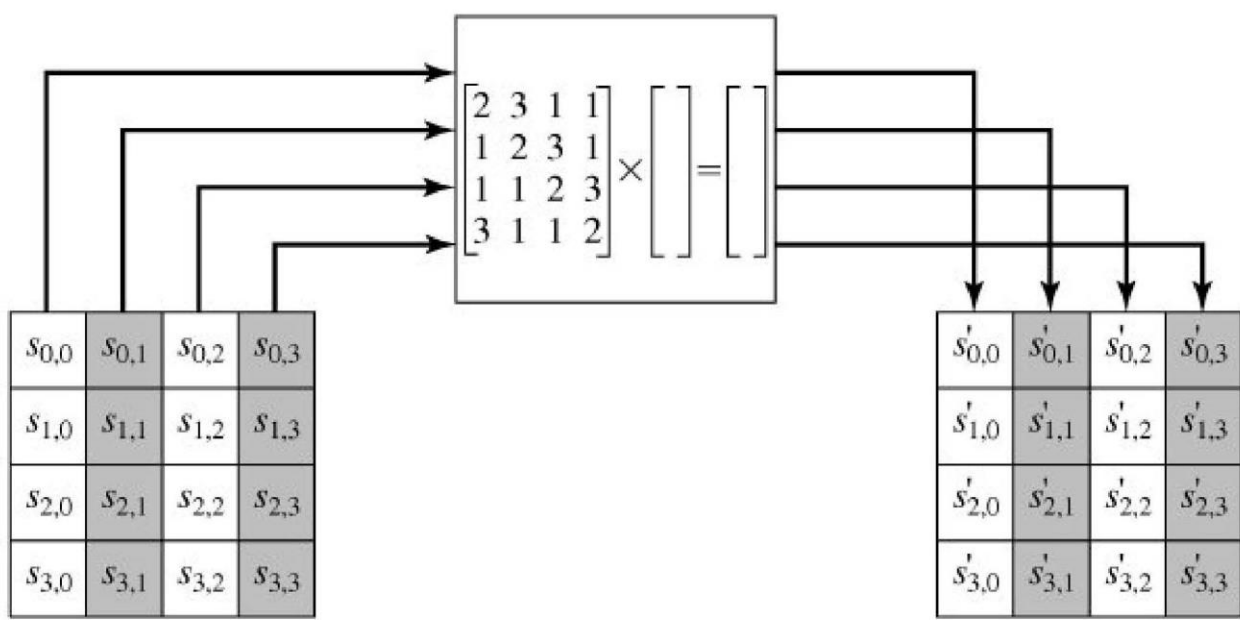 2 3 1 1
1 2 3 1
1 1 2 3
3 1 1 2
× =
s0,0 s0,1 s0,2 s0,3
s1,0 s1,1 s1,2 s1,3
s2,0 s2,1 s2,2 s2,3
s3,0 s3,1 s3,2 s3,3
s'0,0 s'0,1 s'0,2 s'0,3
s'1,0 s'1,1 s'1,2 s'1,3
s'2,0 s'2,1 s'2,2 s'2,3
s'3,0 s'3,1 s'3,2 s'3,3